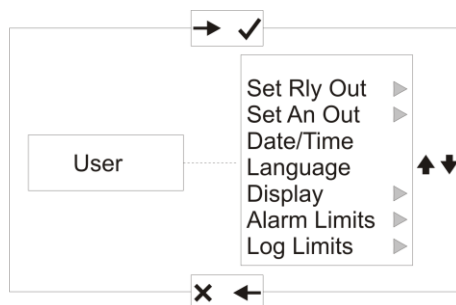 User
Set Rly Out
Set An Out
Date/Time
Language
Display
Alarm Limits
Log Limits